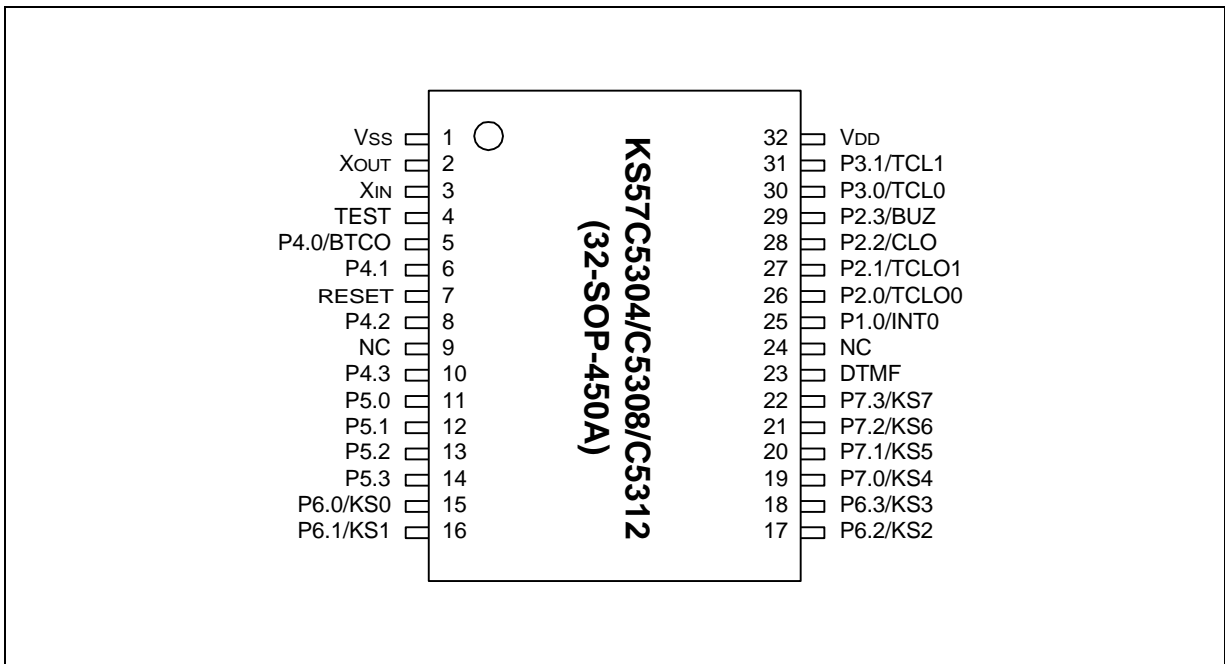 VSS 1
XOUT 2
XIN 3
TEST 4
P4.0/BTCO 5
P4.1 6
RESET 7
P4.2 8
NC 9
P4.3 10
P5.0 11
P5.1 12
P5.2 13
P5.3 14
P6.0/KS0 15
P6.1/KS1 16
KS57C5304/C5308/C5312
(32-SOP-450A)
32 VDD
31 P3.1/TCL1
30 P3.0/TCL0
29 P2.3/BUZ
28 P2.2/CLO
27 P2.1/TCLO1
26 P2.0/TCLO0
25 P1.0/INT0
24 NC
23 DTMF
22 P7.3/KS7
21 P7.2/KS6
20 P7.1/KS5
19 P7.0/KS4
18 P6.3/KS3
17 P6.2/KS2